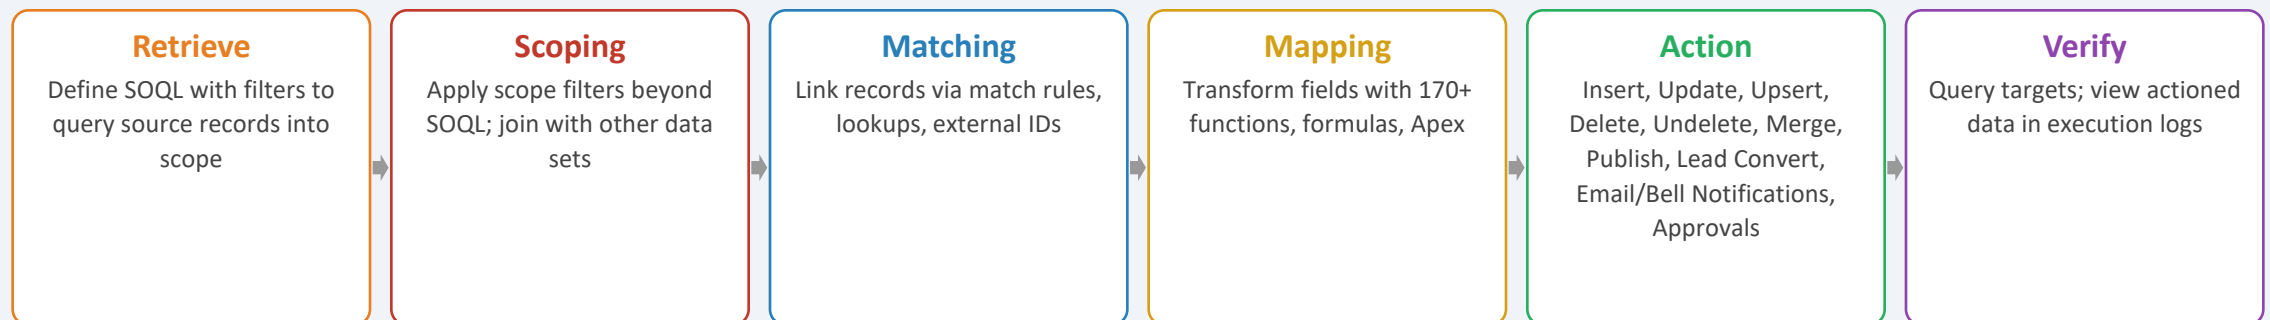 Retrieve
Define SOQL with filters to
query source records into
scope
Scoping
Apply scope filters beyond
SOQL; join with other data
sets
Matching
Link records via match rules,
lookups, external IDs
Mapping
Transform fields with 170+
functions, formulas, Apex
Action
Insert, Update, Upsert,
Delete, Undelete, Merge,
Publish, Lead Convert,
Email/Bell Notifications,
Approvals
Verify
Query targets; view actioned
data in execution logs